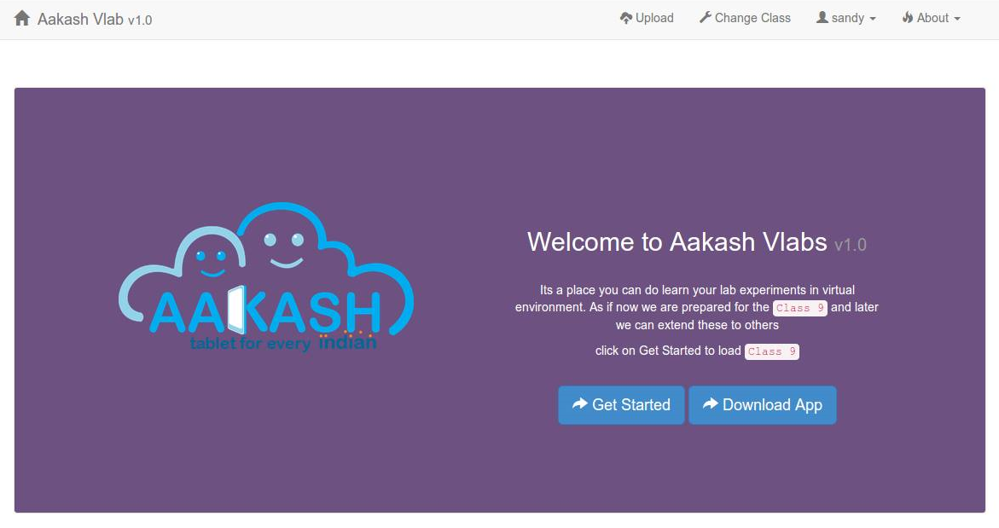 Aakash Vlab v1.0
Upload
Change Class
sandy
About
AAKASH
tablet for every indian
Welcome to Aakash Vlabs v1.0
Its a place you can do learn your lab experiments in virtual
environment. As if now we are prepared for the Class 9 and later
we can extend these to others
click on Get Started to load Class 9
Get Started
Download App